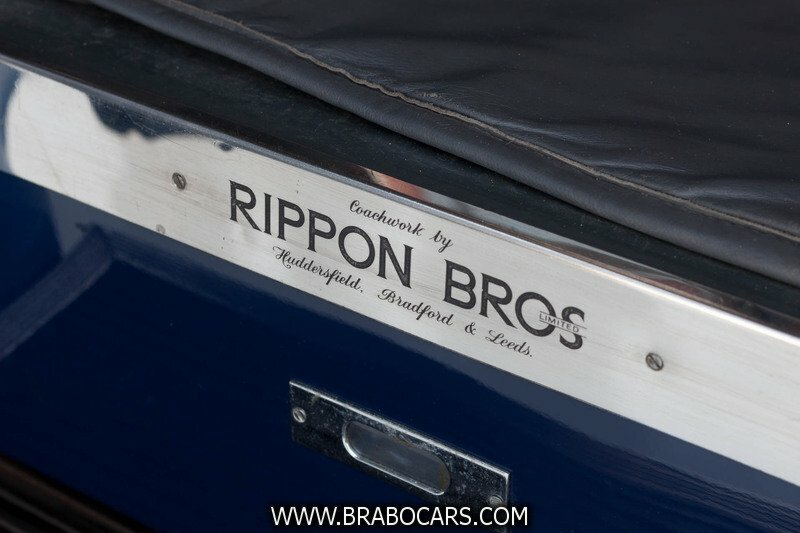 Coachwork by
RIPPON BROS
LIMITED
Huddersfield, Bradford & Leeds.
WWW.BRABOCARS.COM